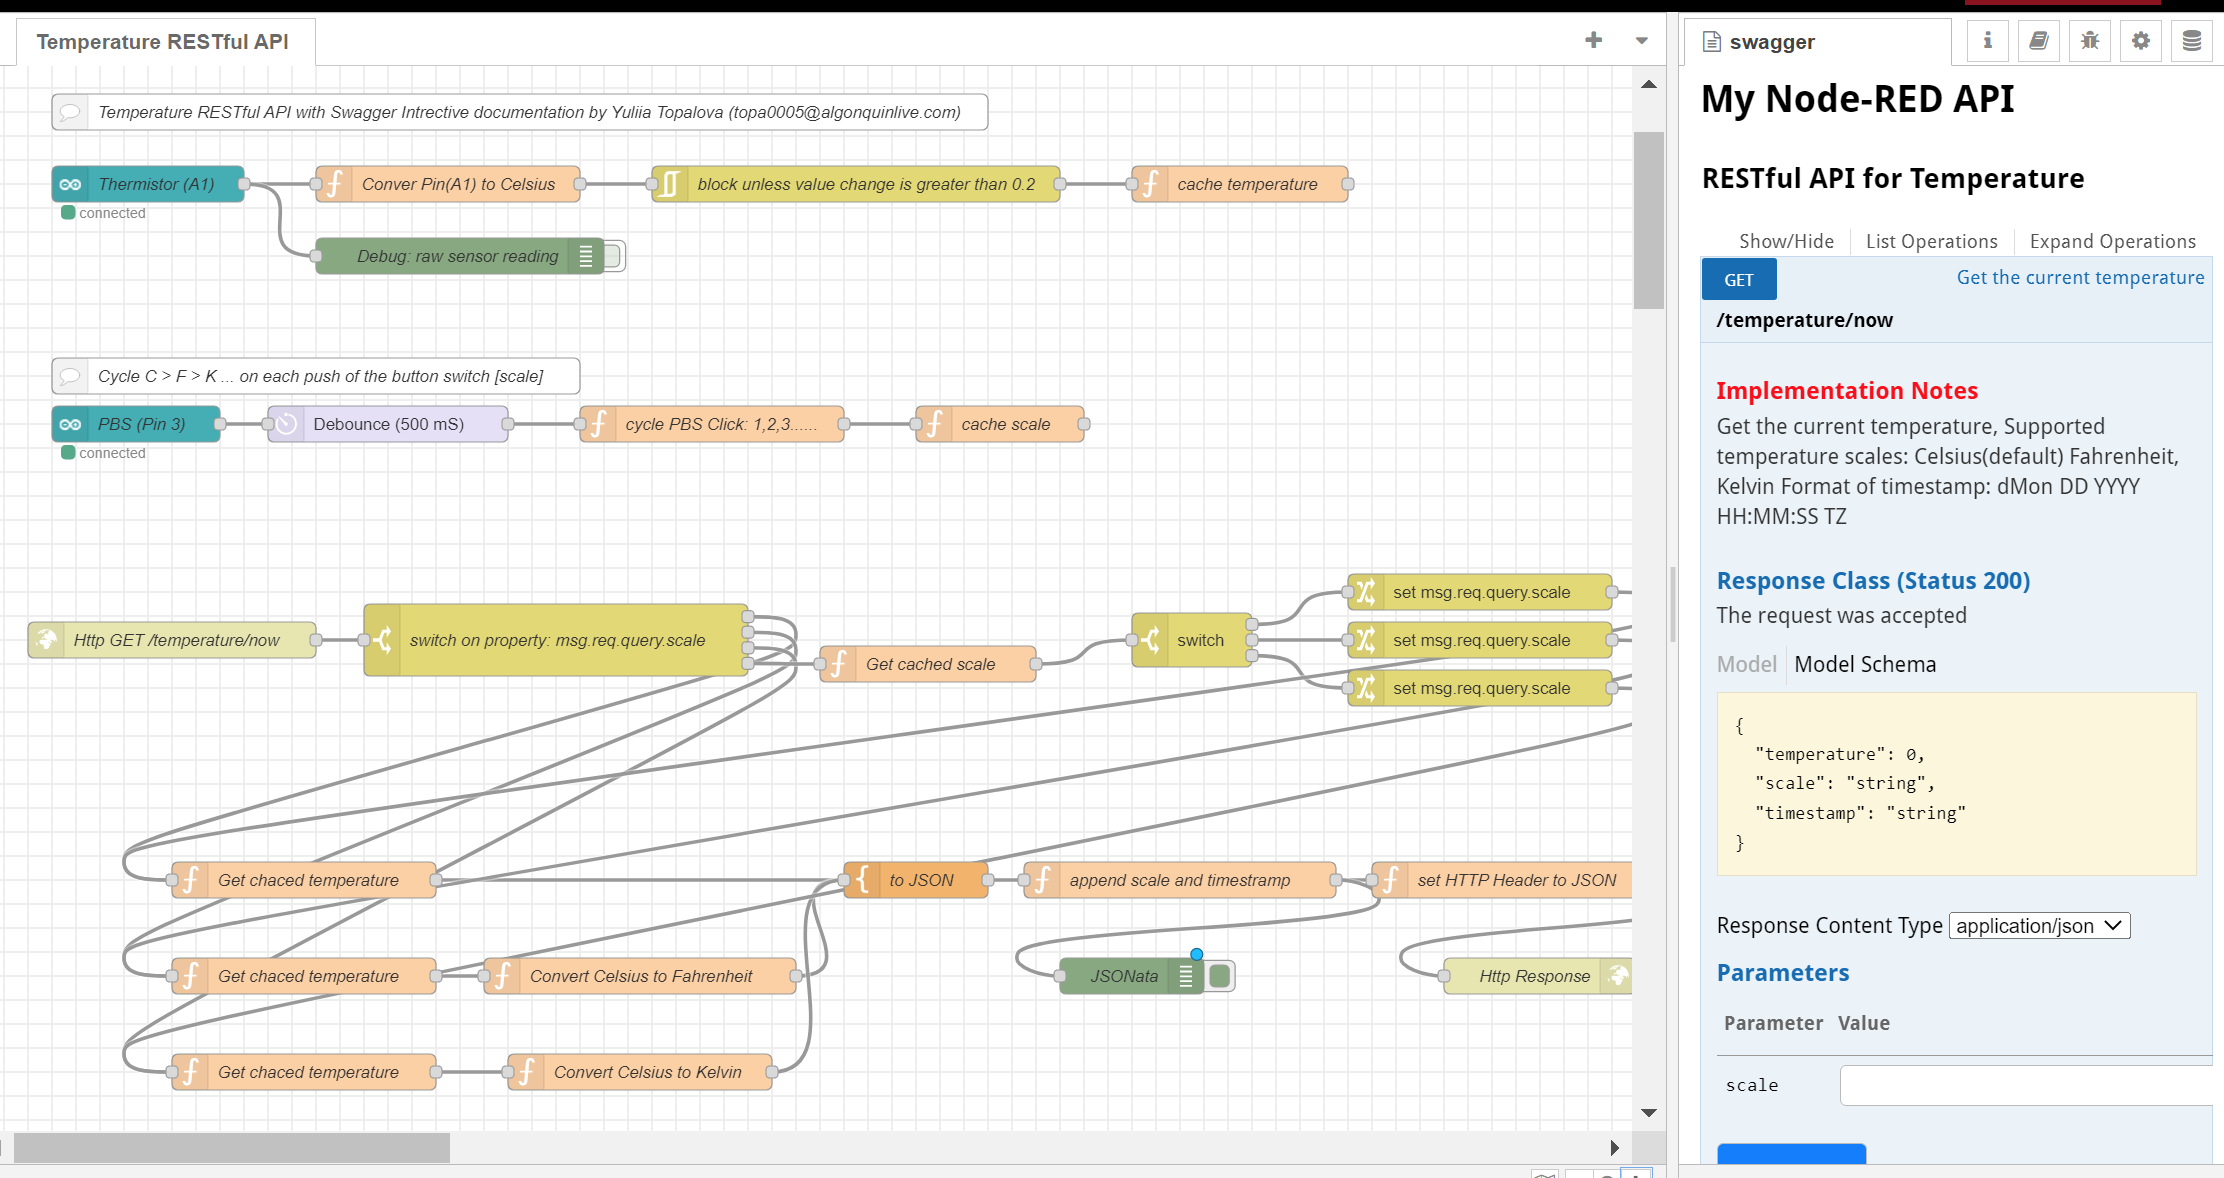 Temperature RESTful API
Temperature RESTful API with Swagger Intrective documentation by Yuliia Topalova (topa0005@algonquinlive.com)
Thermistor (A1)
connected
Conver Pin(A1) to Celsius
block unless value change is greater than 0.2
cache temperature
Debug: raw sensor reading
Cycle C > F > K ... on each push of the button switch [scale]
PBS (Pin 3)
connected
Debounce (500 mS)
cycle PBS Click: 1,2,3......
cache scale
Http GET /temperature/now
switch on property: msg.req.query.scale
Get cached scale
switch
set msg.req.query.scale
set msg.req.query.scale
set msg.req.query.scale
Get chaced temperature
to JSON
append scale and timestramp
set HTTP Header to JSON
Get chaced temperature
Convert Celsius to Fahrenheit
JSONata
Http Response
Get chaced temperature
Convert Celsius to Kelvin
swagger
My Node-RED API
RESTful API for Temperature
Show/Hide
List Operations
Expand Operations
GET
Get the current temperature
/temperature/now
Implementation Notes
Get the current temperature, Supported
temperature scales: Celsius(default) Fahrenheit,
Kelvin Format of timestamp: dMon DD YYYY
HH:MM:SS TZ
Response Class (Status 200)
The request was accepted
Model
Model Schema
{
"temperature": 0,
"scale": "string",
"timestamp": "string"
}
Response Content Type application/json
Parameters
Parameter
Value
scale